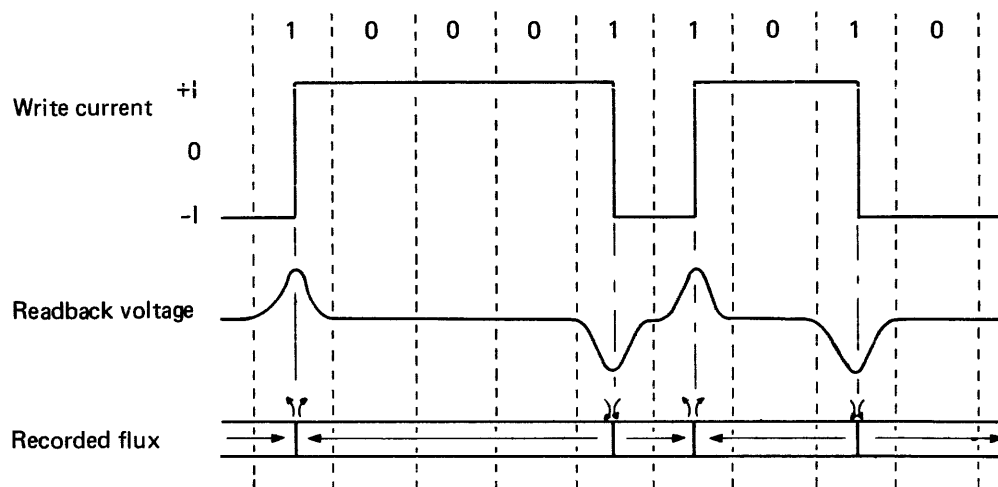 1 0 0 0 1 1 0 1 0
+I
Write current
0
-I
Readback voltage
Recorded flux